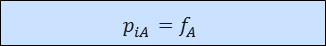 p_{iA} = f_A